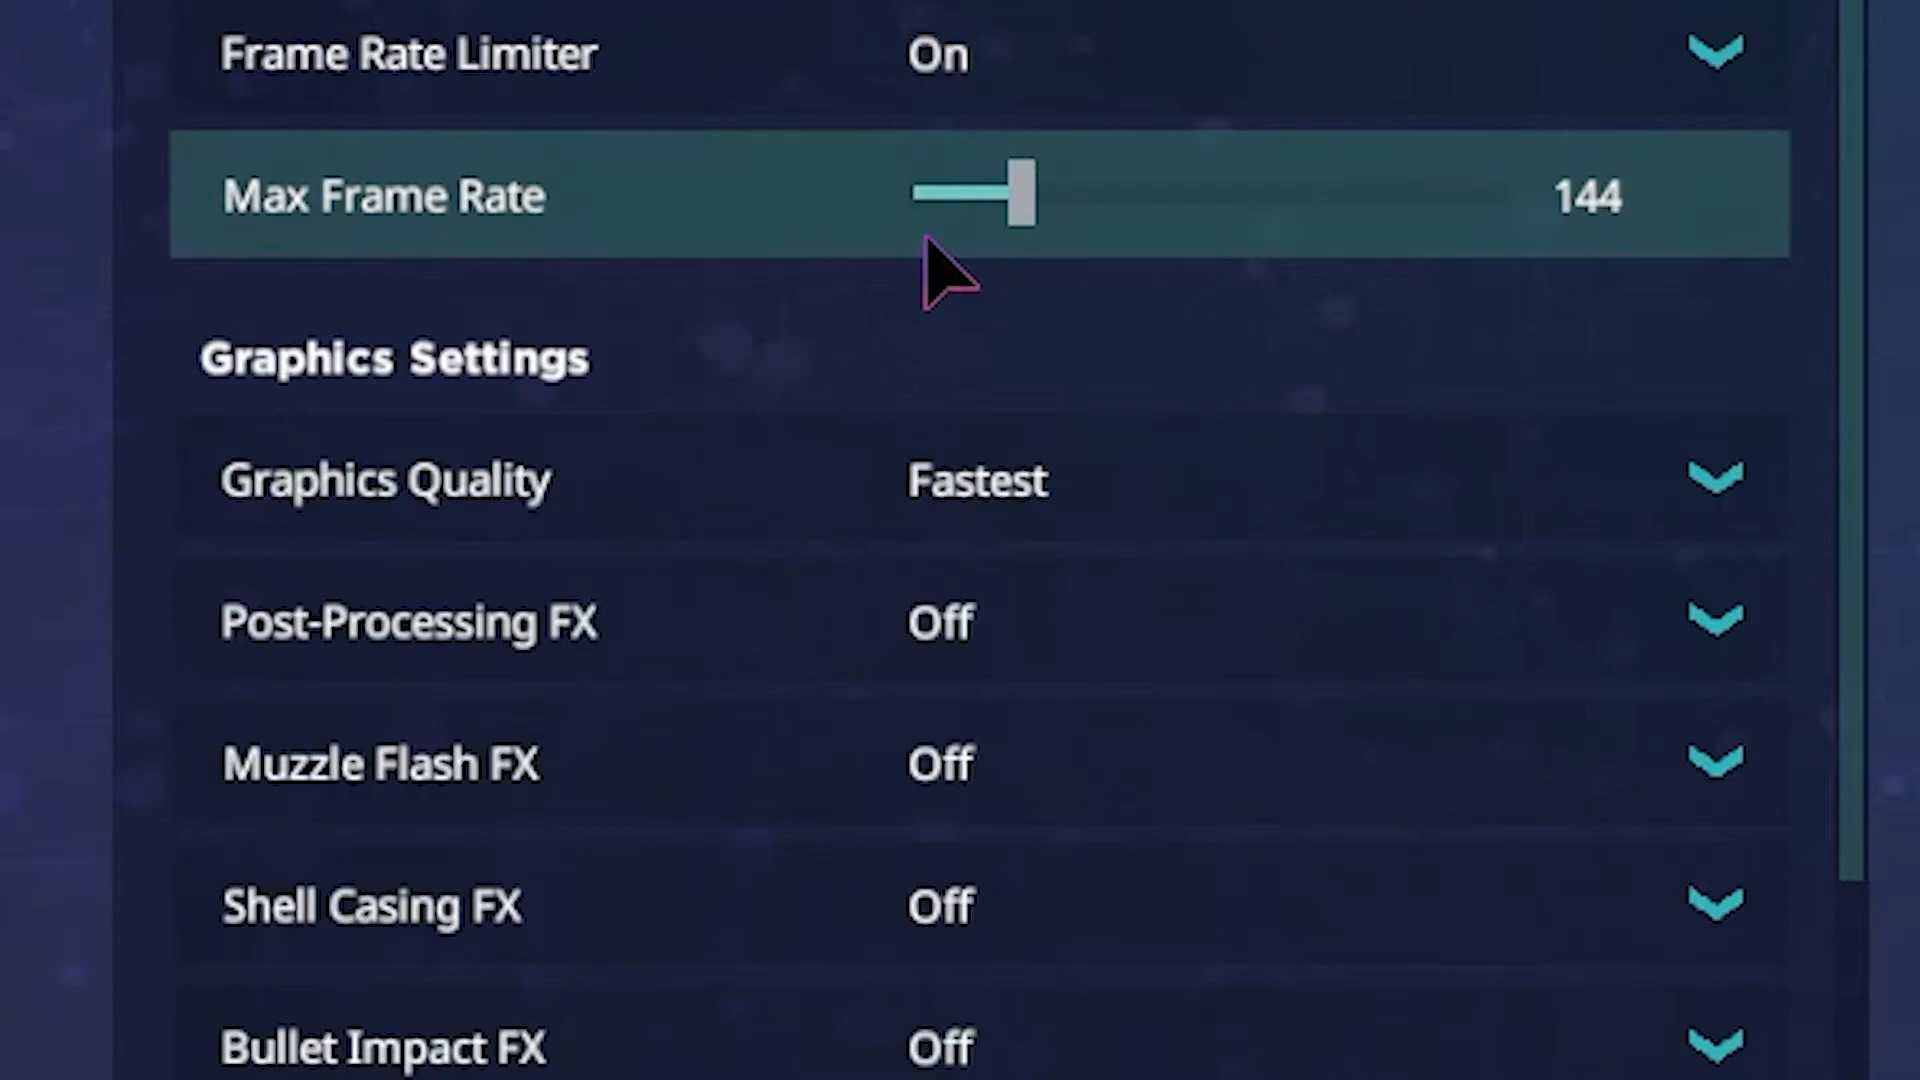 Frame Rate Limiter On
Max Frame Rate 144
Graphics Settings
Graphics Quality Fastest
Post-Processing FX Off
Muzzle Flash FX Off
Shell Casing FX Off
Bullet Impact FX Off